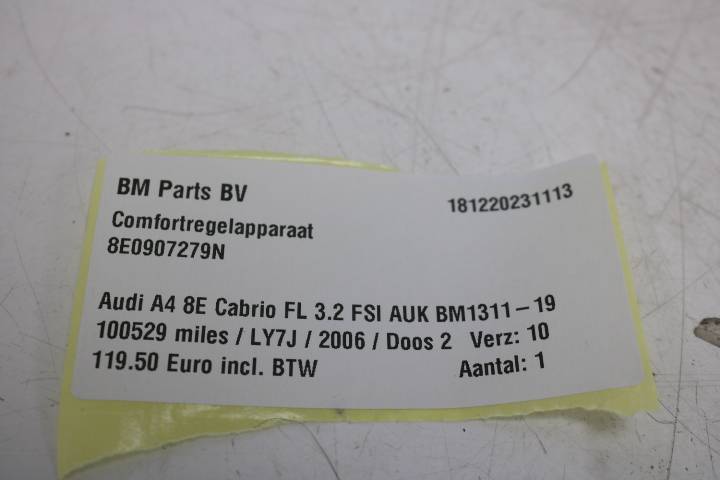 BM Parts BV 181220231113
Comfortregelapparaat
8E0907279N
Audi A4 8E Cabrio FL 3.2 FSI AUK BM1311-19
100529 miles / LY7J / 2006 / Doos 2 Verz: 10
119.50 Euro incl. BTW Aantal: 1